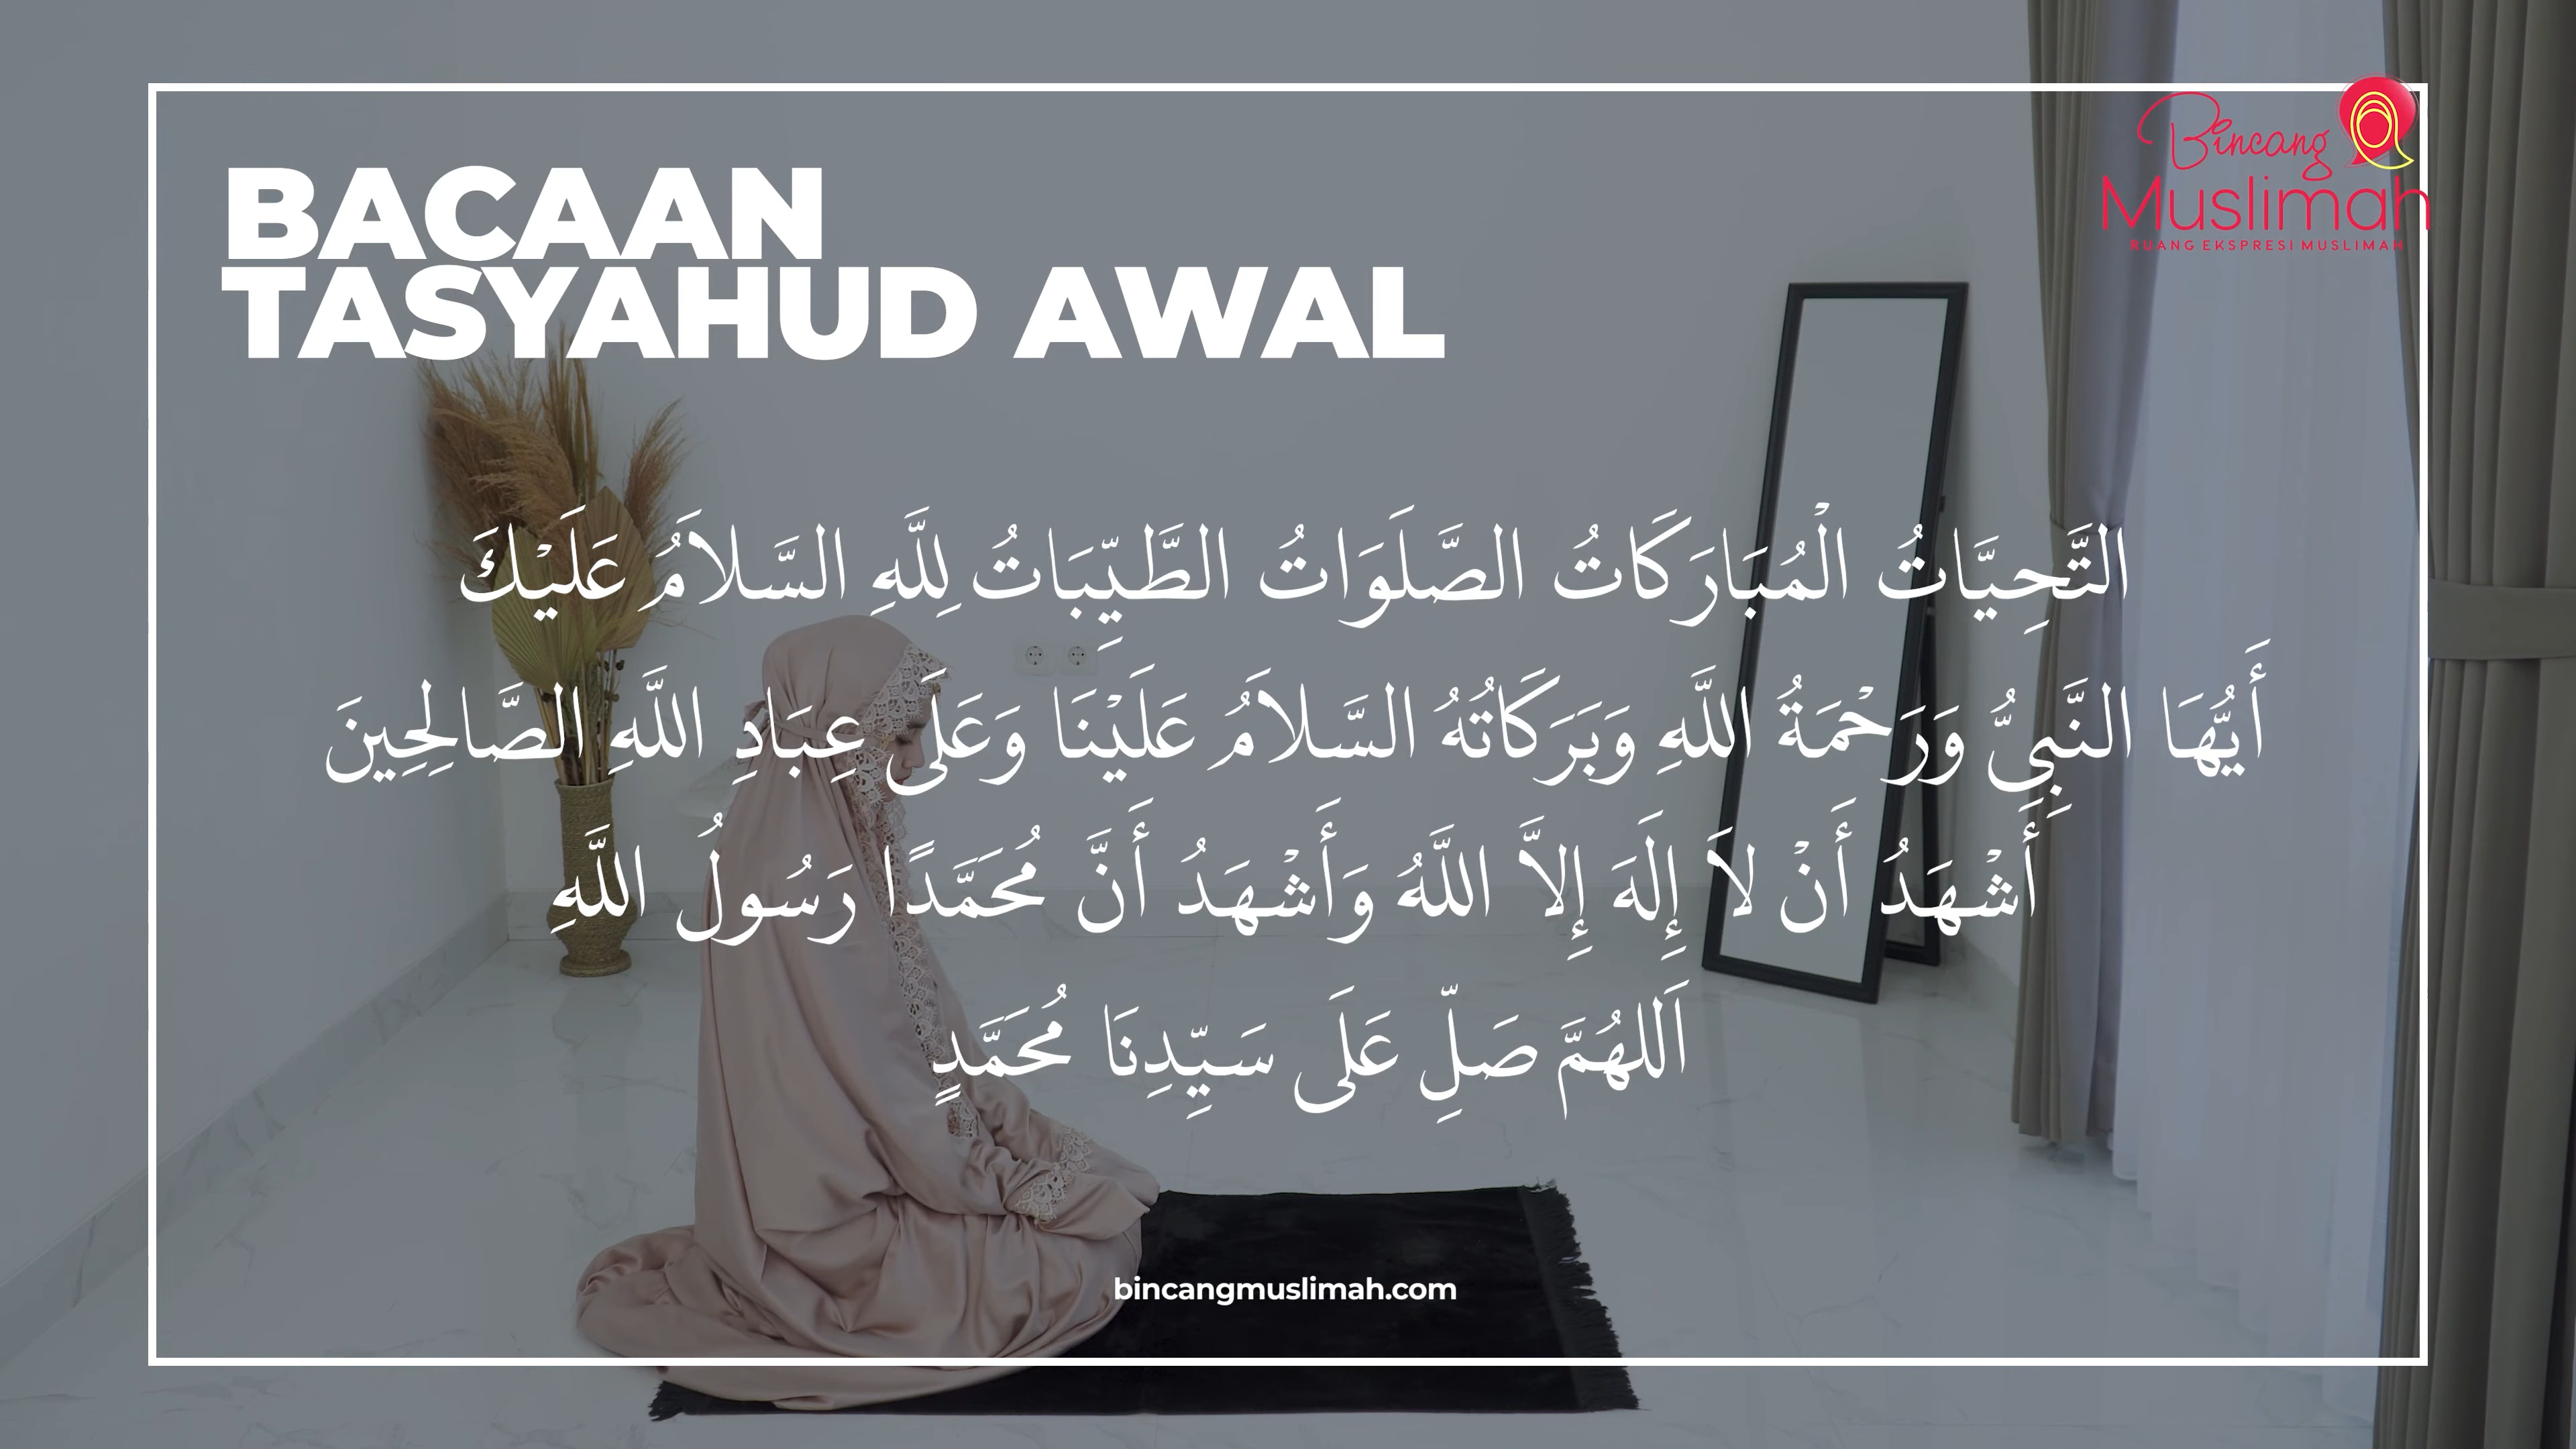 Bincang
Muslimah
RUANG EKSPRESI MUSLIMAH
BACAAN
TASYAHUD AWAL
التَّحِيَّاتُ الْمُبَارَكَاتُ الصَّلَوَاتُ الطَّيِّبَاتُ لِلَّهِ السَّلاَمُ عَلَيْكَ
أَيُّهَا النَّبِيُّ وَرَحْمَةُ اللَّهِ وَبَرَكَاتُهُ السَّلاَمُ عَلَيْنَا وَعَلَى عِبَادِ اللَّهِ الصَّالِحِينَ
أَشْهَدُ أَنْ لاَ إِلَهَ إِلاَّ اللَّهُ وَأَشْهَدُ أَنَّ مُحَمَّدًا رَسُولُ اللَّهِ
اَللهُمَّ صَلِّ عَلَى سَيِّدِنَا مُحَمَّدٍ
bincangmuslimah.com